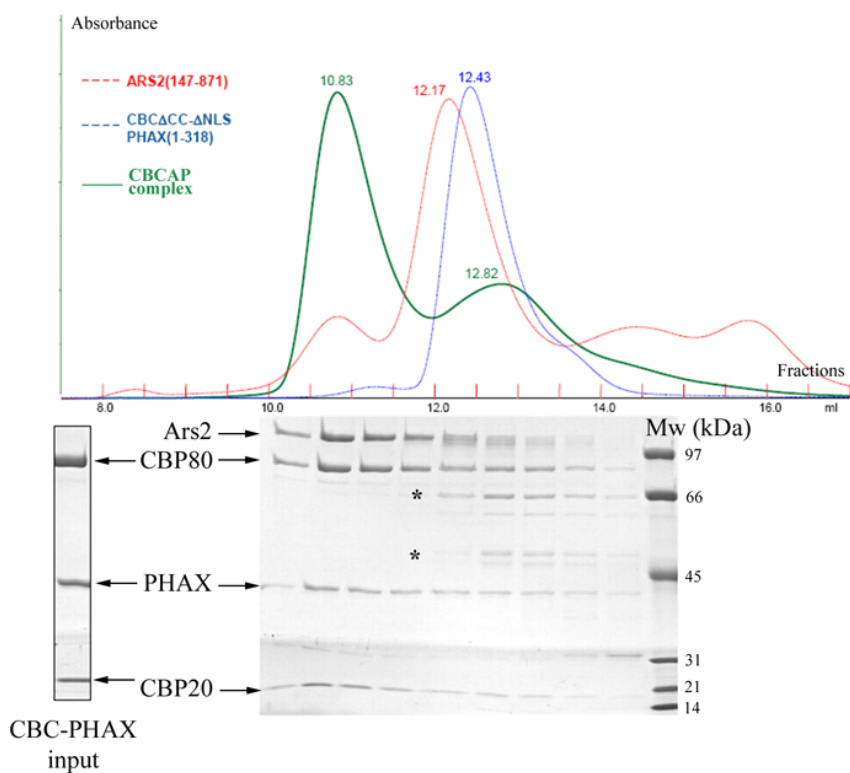 Absorbance
ARS2(147-871)
CBCΔCC-ΔNLS
PHAX(1-318)
CBCAP
complex
10.83
12.17
12.43
12.82
Fractions
8.0
10.0
12.0
14.0
16.0
ml
Ars2
CBP80
PHAX
CBP20
*
*
Mw (kDa)
97
66
45
31
21
14
CBC-PHAX
input